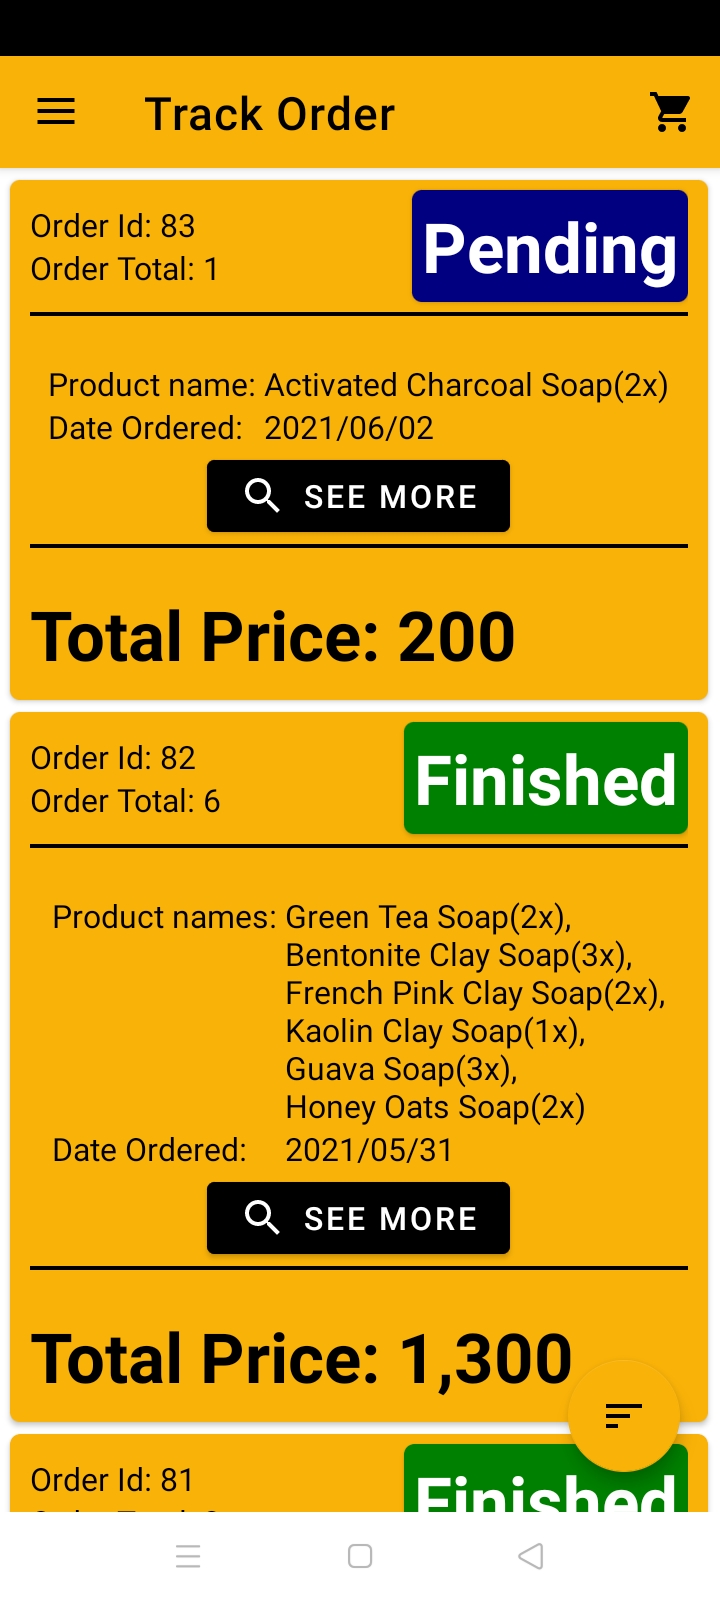 Track Order
Order Id: 83
Order Total: 1
Pending
Product name: Activated Charcoal Soap(2x)
Date Ordered: 2021/06/02
SEE MORE
Total Price: 200
Order Id: 82
Order Total: 6
Finished
Product names: Green Tea Soap(2x),
Bentonite Clay Soap(3x),
French Pink Clay Soap(2x),
Kaolin Clay Soap(1x),
Guava Soap(3x),
Honey Oats Soap(2x)
Date Ordered: 2021/05/31
SEE MORE
Total Price: 1,300
Order Id: 81
Finished